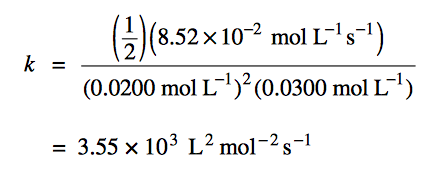 k = (1/2)(8.52 × 10⁻² mol L⁻¹ s⁻¹) / (0.0200 mol L⁻¹)² (0.0300 mol L⁻¹)
= 3.55 × 10³ L² mol⁻² s⁻¹